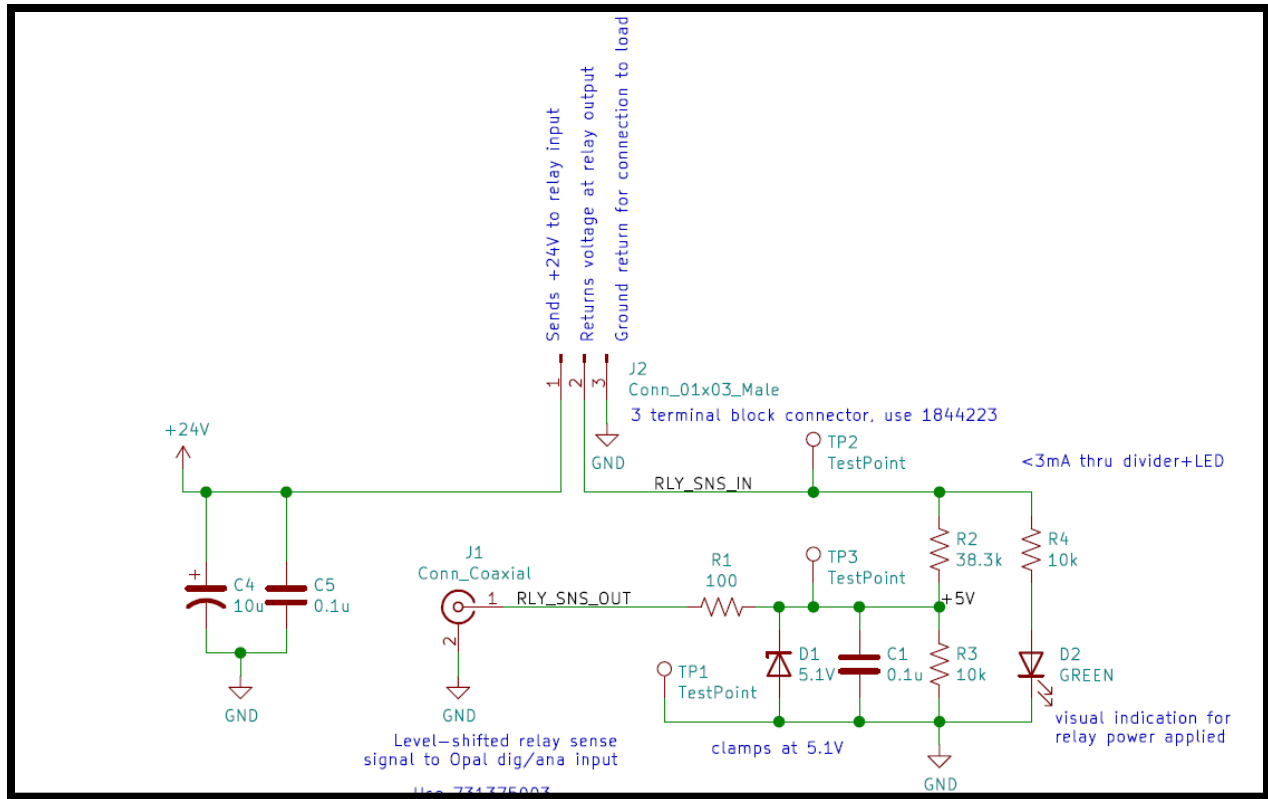 Sends +24V to relay input
Returns voltage at relay output
Ground return for connection to load
1
2
3
J2
Conn_01x03_Male
3 terminal block connector, use 1844223
GND
+24V
TP2
TestPoint
<3mA thru divider+LED
RLY_SNS_IN
R2
38.3k
R4
10k
J1
Conn_Coaxial
1
2
RLY_SNS_OUT
R1
100
TP3
TestPoint
+5V
+
C4
10u
C5
0.1u
TP1
TestPoint
D1
5.1V
C1
0.1u
R3
10k
D2
GREEN
GND
GND
visual indication for
relay power applied
clamps at 5.1V
GND
Level-shifted relay sense
signal to Opal dig/ana input
Use 731375003